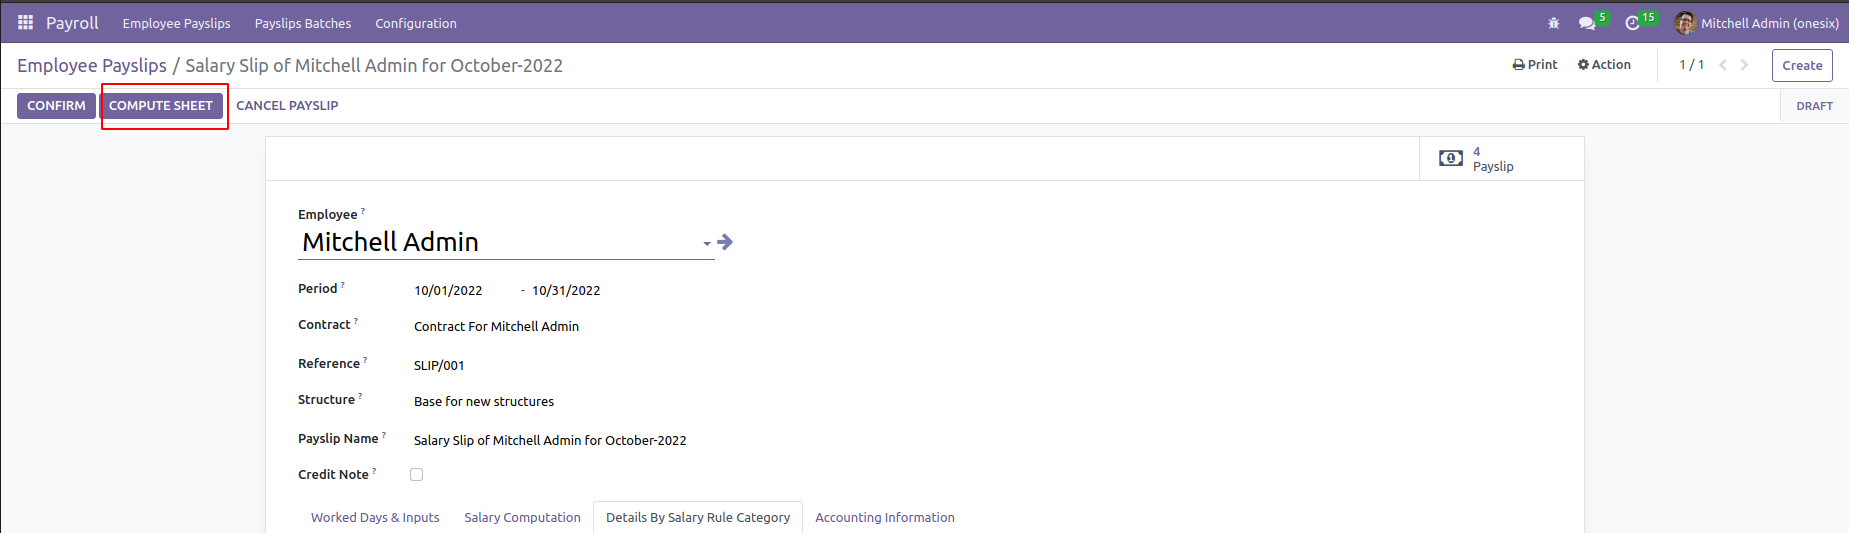 Payroll Employee Payslips Payslips Batches Configuration 5 15 Mitchell Admin (onesix)
Employee Payslips / Salary Slip of Mitchell Admin for October-2022 Print Action 1 / 1 Create
CONFIRM COMPUTE SHEET CANCEL PAYSLIP DRAFT
4
Payslip
Employee ?
Mitchell Admin
Period ? 10/01/2022 - 10/31/2022
Contract ? Contract For Mitchell Admin
Reference ? SLIP/001
Structure ? Base for new structures
Payslip Name ? Salary Slip of Mitchell Admin for October-2022
Credit Note ?
Worked Days & Inputs Salary Computation Details By Salary Rule Category Accounting Information